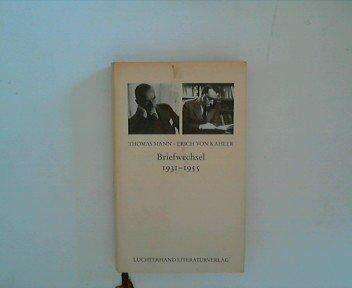 THOMAS MANN · ERICH VON KAHLER
Briefwechsel
1931–1955
LUCHTERHAND LITERATURVERLAG